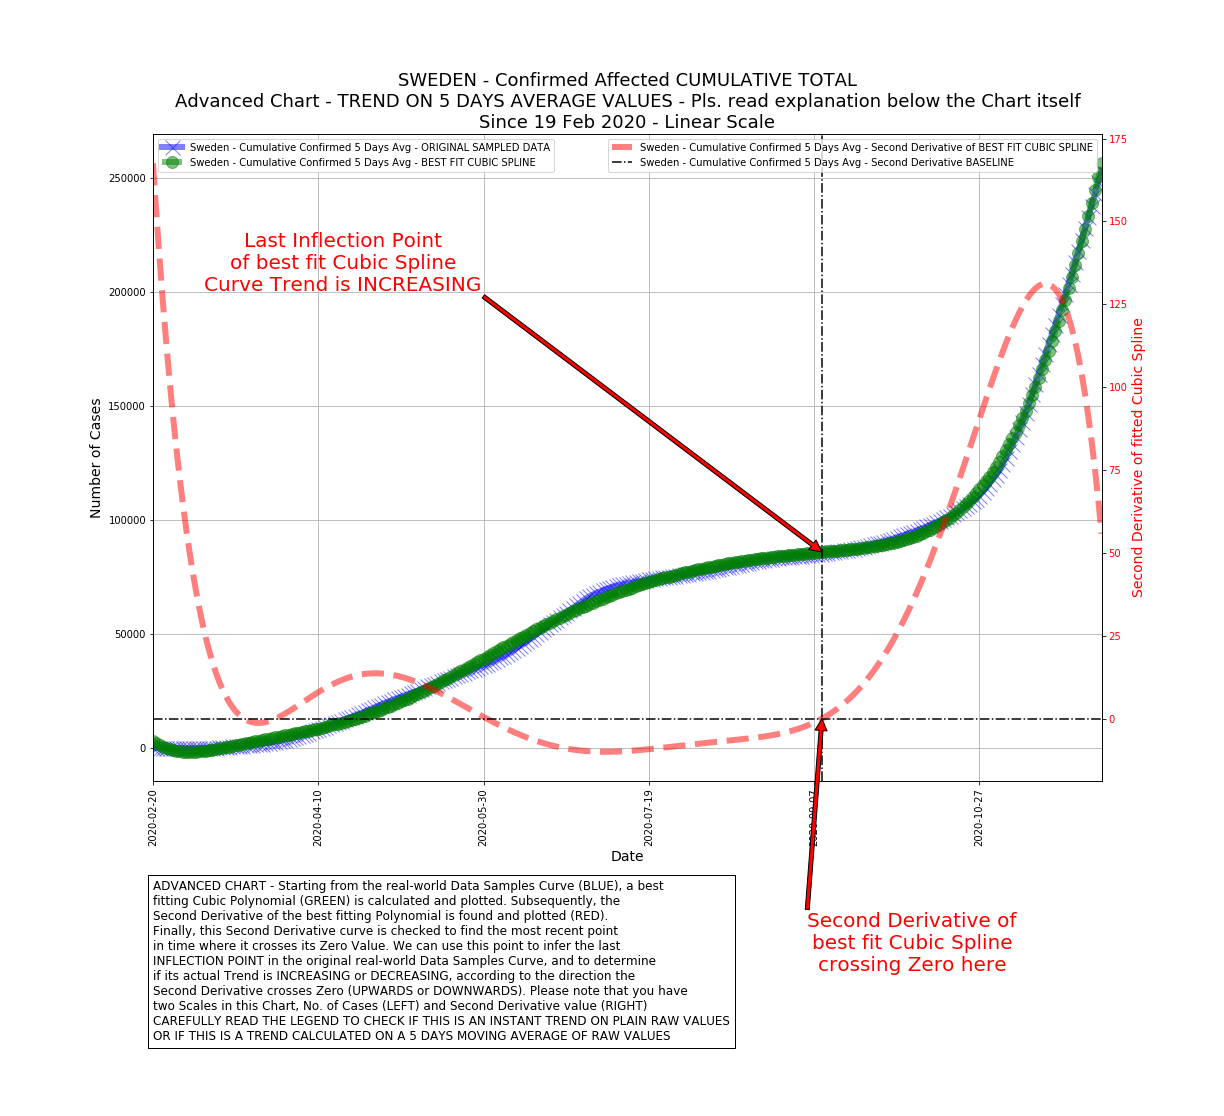 SWEDEN - Confirmed Affected CUMULATIVE TOTAL
Advanced Chart - TREND ON 5 DAYS AVERAGE VALUES - Pls. read explanation below the Chart itself
Since 19 Feb 2020 - Linear Scale
Sweden - Cumulative Confirmed 5 Days Avg - ORIGINAL SAMPLED DATA
Sweden - Cumulative Confirmed 5 Days Avg - BEST FIT CUBIC SPLINE
Sweden - Cumulative Confirmed 5 Days Avg - Second Derivative of BEST FIT CUBIC SPLINE
Sweden - Cumulative Confirmed 5 Days Avg - Second Derivative BASELINE
Last Inflection Point
of best fit Cubic Spline
Curve Trend is INCREASING
Number of Cases
250000
200000
150000
100000
50000
0
175
150
125
100
75
50
25
0
Second Derivative of fitted Cubic Spline
2020-02-20
2020-04-10
2020-05-30
2020-07-19
2020-09-07
2020-10-27
Date
Second Derivative of
best fit Cubic Spline
crossing Zero here
ADVANCED CHART - Starting from the real-world Data Samples Curve (BLUE), a best
fitting Cubic Polynomial (GREEN) is calculated and plotted. Subsequently, the
Second Derivative of the best fitting Polynomial is found and plotted (RED).
Finally, this Second Derivative curve is checked to find the most recent point
in time where it crosses its Zero Value. We can use this point to infer the last
INFLECTION POINT in the original real-world Data Samples Curve, and to determine
if its actual Trend is INCREASING or DECREASING, according to the direction the
Second Derivative crosses Zero (UPWARDS or DOWNWARDS). Please note that you have
two Scales in this Chart, No. of Cases (LEFT) and Second Derivative value (RIGHT)
CAREFULLY READ THE LEGEND TO CHECK IF THIS IS AN INSTANT TREND ON PLAIN RAW VALUES
OR IF THIS IS A TREND CALCULATED ON A 5 DAYS MOVING AVERAGE OF RAW VALUES